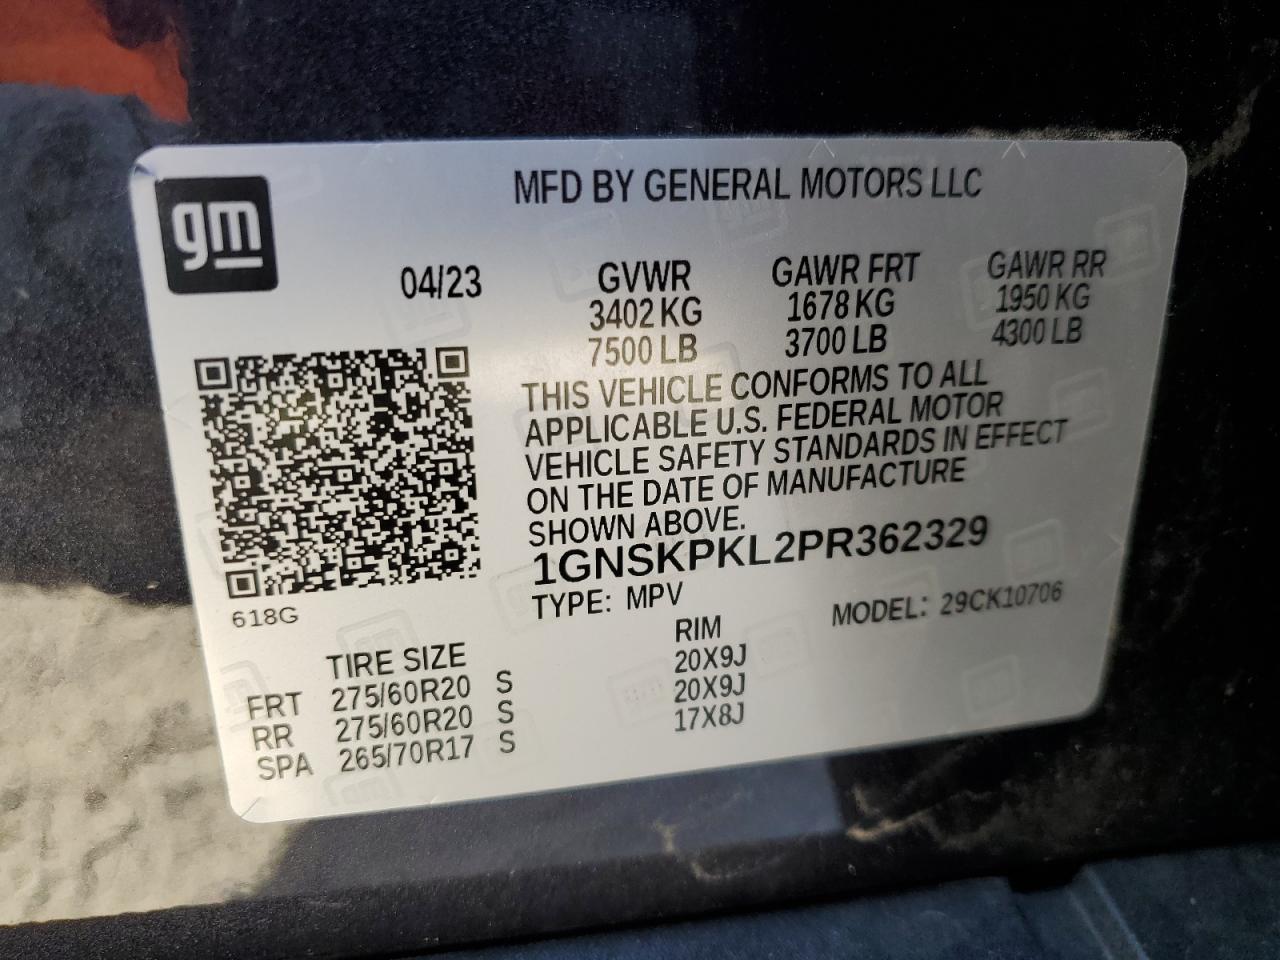 MFD BY GENERAL MOTORS LLC
gm
04/23 GVWR GAWR FRT GAWR RR
3402 KG 1678 KG 1950 KG
7500 LB 3700 LB 4300 LB
THIS VEHICLE CONFORMS TO ALL
APPLICABLE U.S. FEDERAL MOTOR
VEHICLE SAFETY STANDARDS IN EFFECT
ON THE DATE OF MANUFACTURE
SHOWN ABOVE.
1GNSKPKL2PR362329
618G
TYPE: MPV MODEL: 29CK10706
TIRE SIZE RIM
FRT 275/60R20 S 20X9J
RR 275/60R20 S 20X9J
SPA 265/70R17 S 17X8J